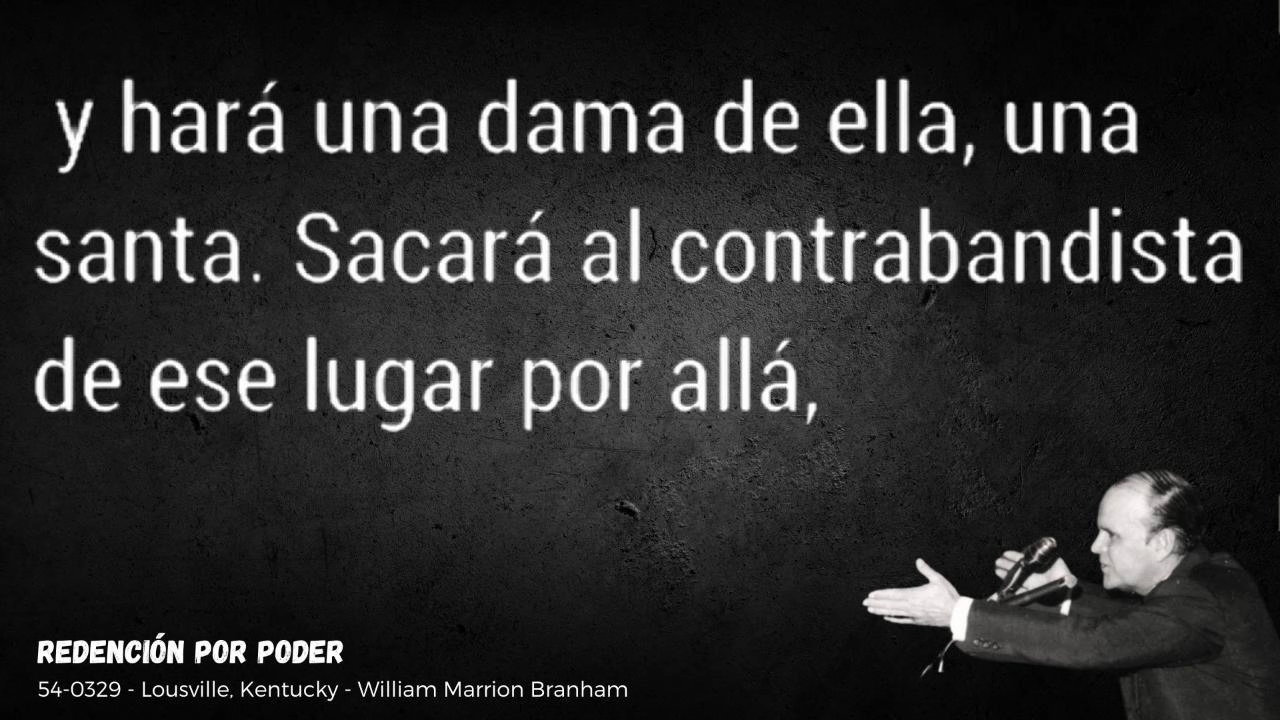 y hará una dama de ella, una
santa. Sacará al contrabandista
de ese lugar por allá,
REDENCIÓN POR PODER
54-0329 - Lousville, Kentucky - William Marrion Branham